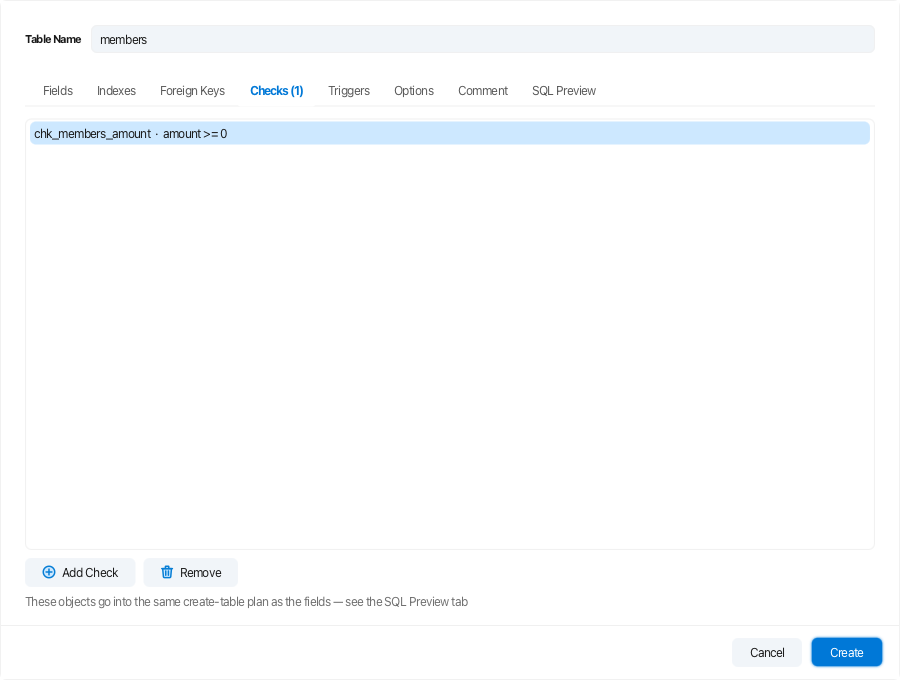 Table Name members
Fields Indexes Foreign Keys Checks (1) Triggers Options Comment SQL Preview
chk_members_amount · amount >= 0
Add Check Remove
These objects go into the same create-table plan as the fields — see the SQL Preview tab
Cancel Create